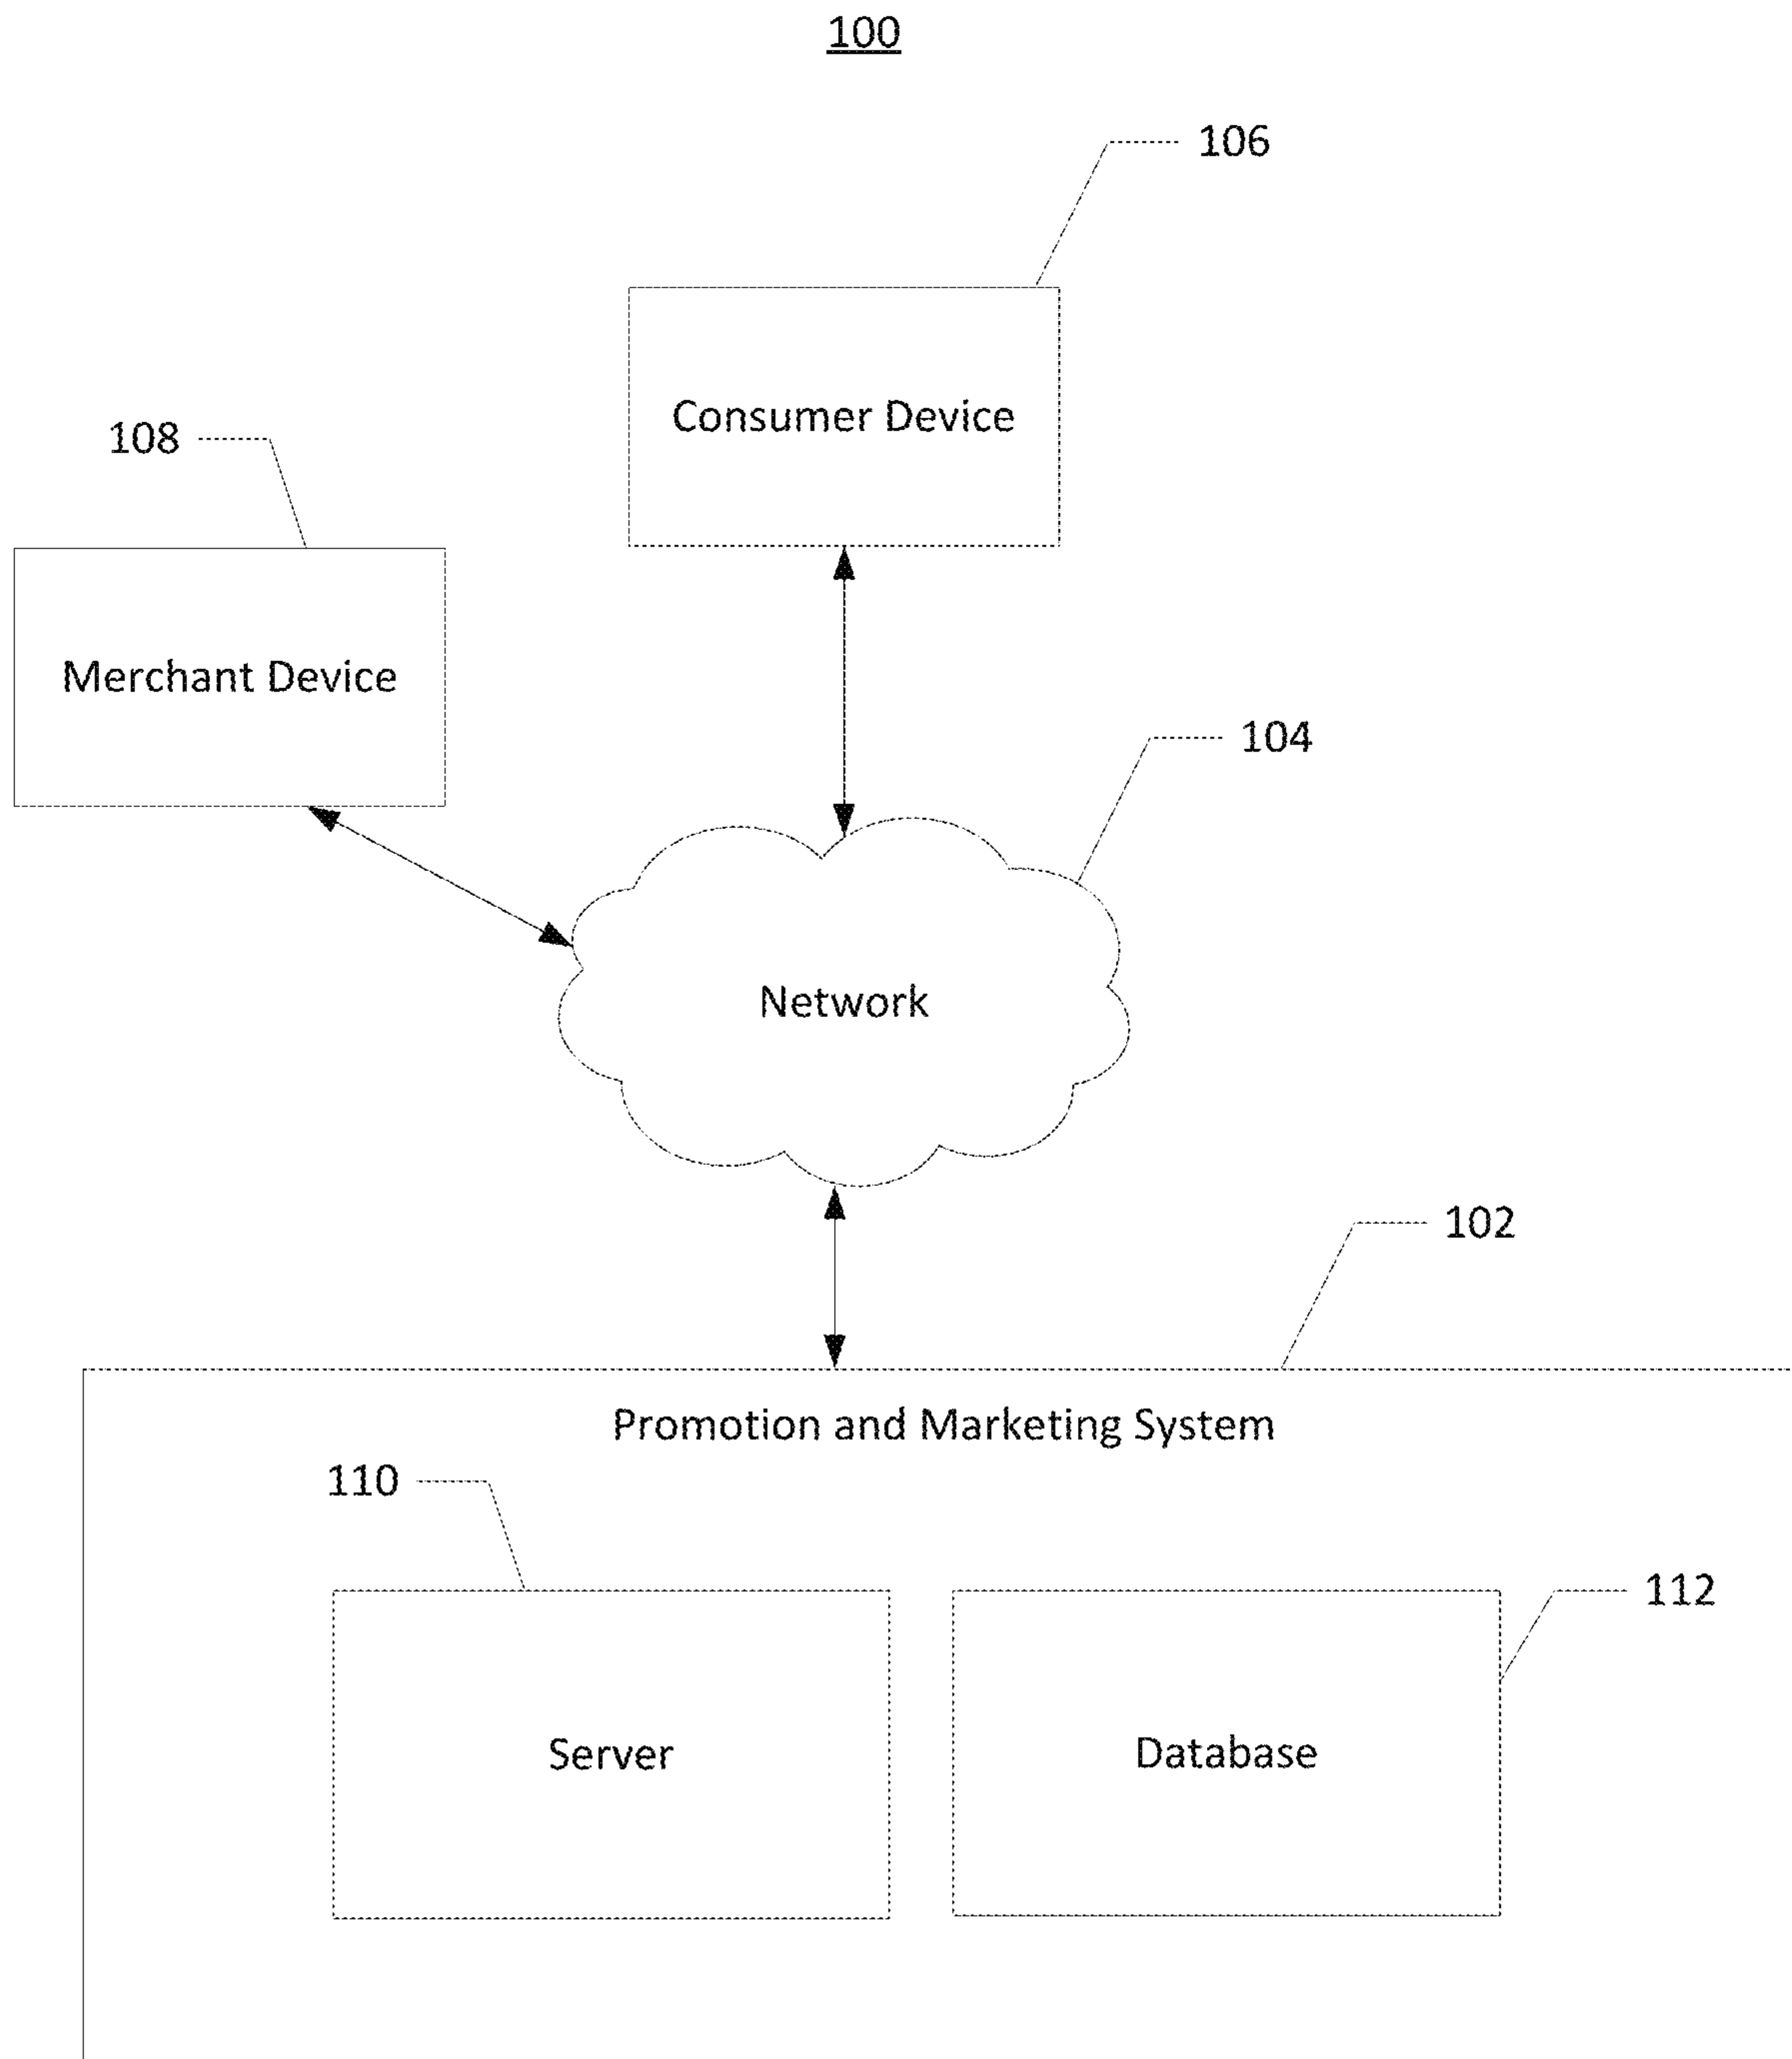 100
106
Consumer Device
108
Merchant Device
104
Network
102
Promotion and Marketing System
110
112
Server
Database